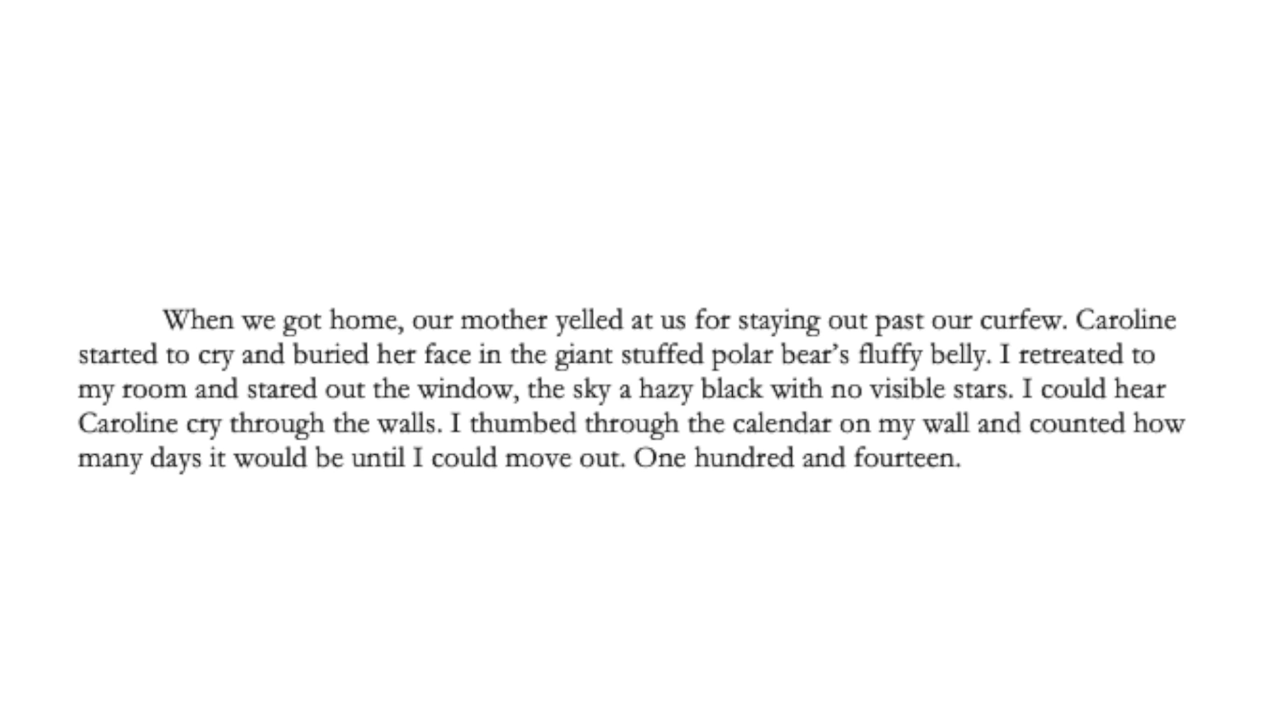 When we got home, our mother yelled at us for staying out past our curfew. Caroline
started to cry and buried her face in the giant stuffed polar bear’s fluffy belly. I retreated to
my room and stared out the window, the sky a hazy black with no visible stars. I could hear
Caroline cry through the walls. I thumbed through the calendar on my wall and counted how
many days it would be until I could move out. One hundred and fourteen.